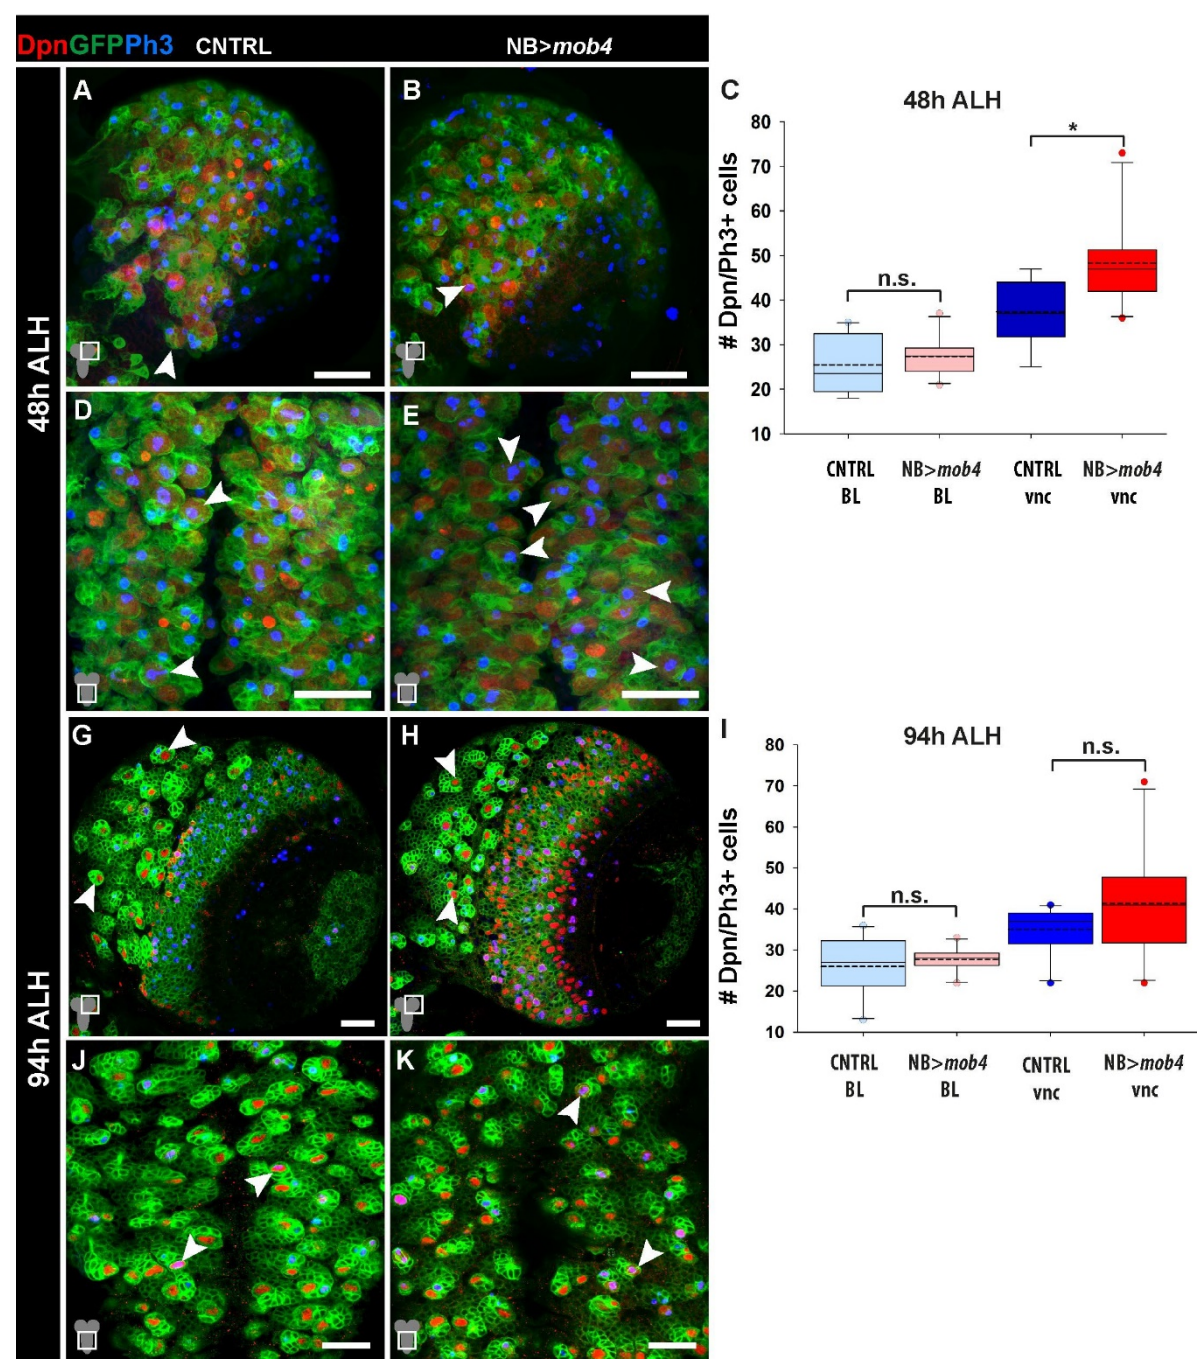 DpnGFPPh3 CNTRL NB>mob4
48h ALH
A
B
D
E
C
48h ALH
# Dpn/Ph3+ cells
80
70
60
50
40
30
20
10
n.s.
*
CNTRL BL
NB>mob4 BL
CNTRL vnc
NB>mob4 vnc
94h ALH
G
H
J
K
I
94h ALH
# Dpn/Ph3+ cells
80
70
60
50
40
30
20
10
n.s.
n.s.
CNTRL BL
NB>mob4 BL
CNTRL vnc
NB>mob4 vnc